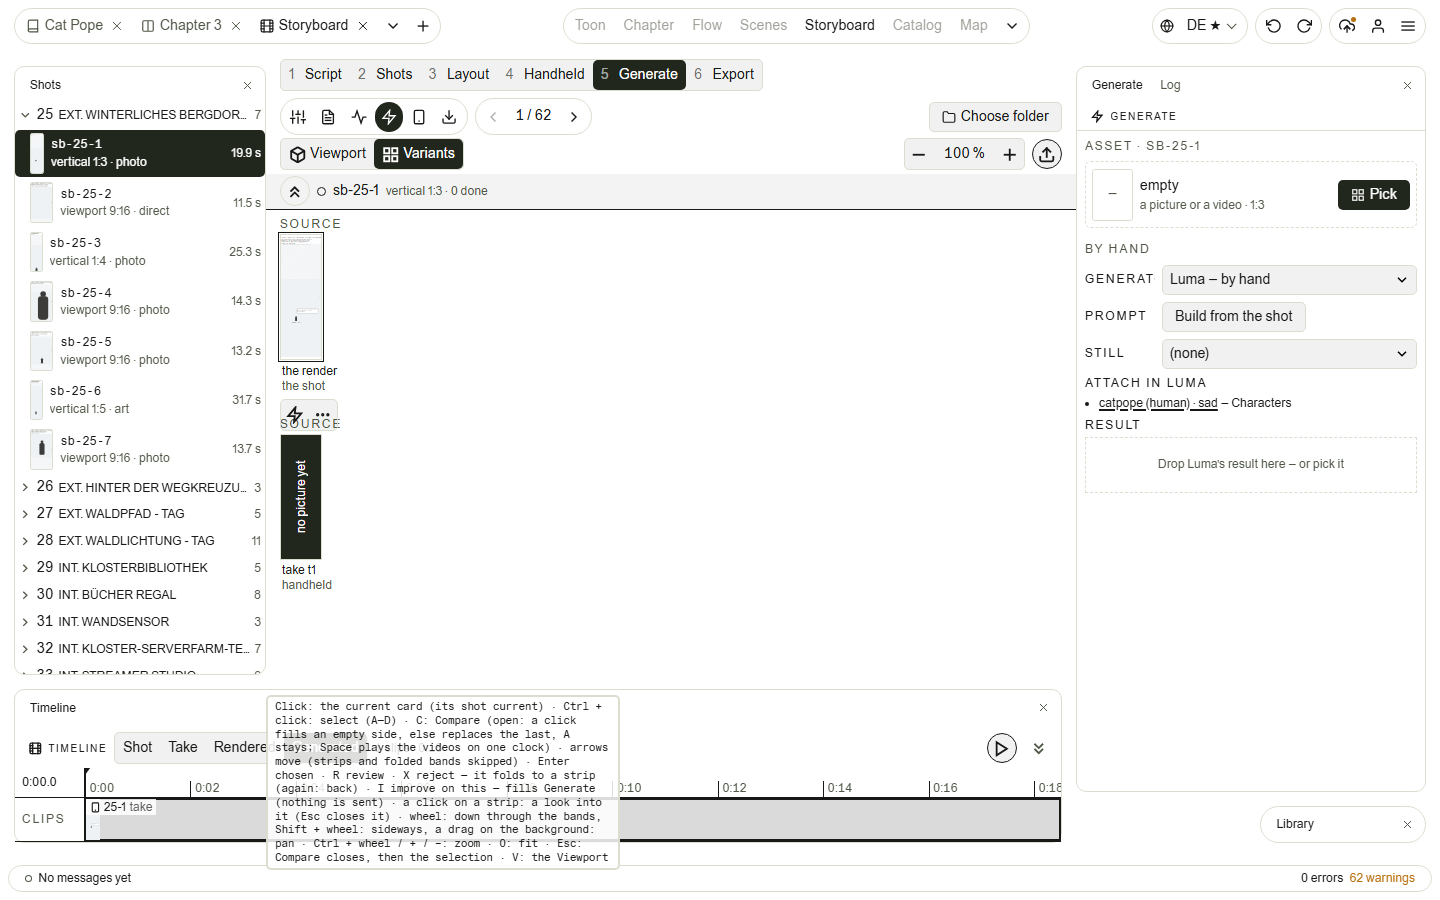 Cat Pope
Chapter 3
Storyboard
Toon Chapter Flow Scenes Storyboard Catalog Map
DE ★
Shots
25 EXT. WINTERLICHES BERGDOR... 7
sb-25-1
vertical 1:3 · photo
19.9 s
sb-25-2
viewport 9:16 · direct
11.5 s
sb-25-3
vertical 1:4 · photo
25.3 s
sb-25-4
viewport 9:16 · photo
14.3 s
sb-25-5
viewport 9:16 · photo
13.2 s
sb-25-6
vertical 1:5 · art
31.7 s
sb-25-7
viewport 9:16 · photo
13.7 s
26 EXT. HINTER DER WEGKREUZU... 3
27 EXT. WALDPFAD - TAG 5
28 EXT. WALDLICHTUNG - TAG 11
29 INT. KLOSTERBIBLIOTHEK 5
30 INT. BÜCHER REGAL 8
31 INT. WANDSENSOR 3
32 INT. KLOSTER-SERVERFARM-TE... 7
33 INT. STREAMER STUDIO
1 Script 2 Shots 3 Layout 4 Handheld 5 Generate 6 Export
1 / 62
Choose folder
Viewport Variants
100 %
sb-25-1 vertical 1:3 · 0 done
SOURCE
the render
the shot
SOURCE
no picture yet
take t1
handheld
Generate Log
GENERATE
ASSET · SB-25-1
–
empty
a picture or a video · 1:3
Pick
BY HAND
GENERAT Luma – by hand
PROMPT Build from the shot
STILL (none)
ATTACH IN LUMA
• catpope (human) · sad – Characters
RESULT
Drop Luma's result here – or pick it
Timeline
TIMELINE Shot Take Rendered
0:00.0
0:00 0:02 0:10 0:12 0:14 0:16 0:18
CLIPS
25-1 take
Click: the current card (its shot current) · Ctrl +
click: select (A–D) · C: Compare (open: a click
fills an empty side, else replaces the last, A
stays; Space plays the videos on one clock) · arrows
move (strips and folded bands skipped) · Enter
chosen · R review · X reject – it folds to a strip
(again: back) · I improve on this – fills Generate
(nothing is sent) · a click on a strip: a look into
it (Esc closes it) · wheel: down through the bands,
Shift + wheel: sideways, a drag on the background:
pan · Ctrl + wheel / + / −: zoom · 0: fit · Esc:
Compare closes, then the selection · V: the Viewport
Library
No messages yet
0 errors 62 warnings